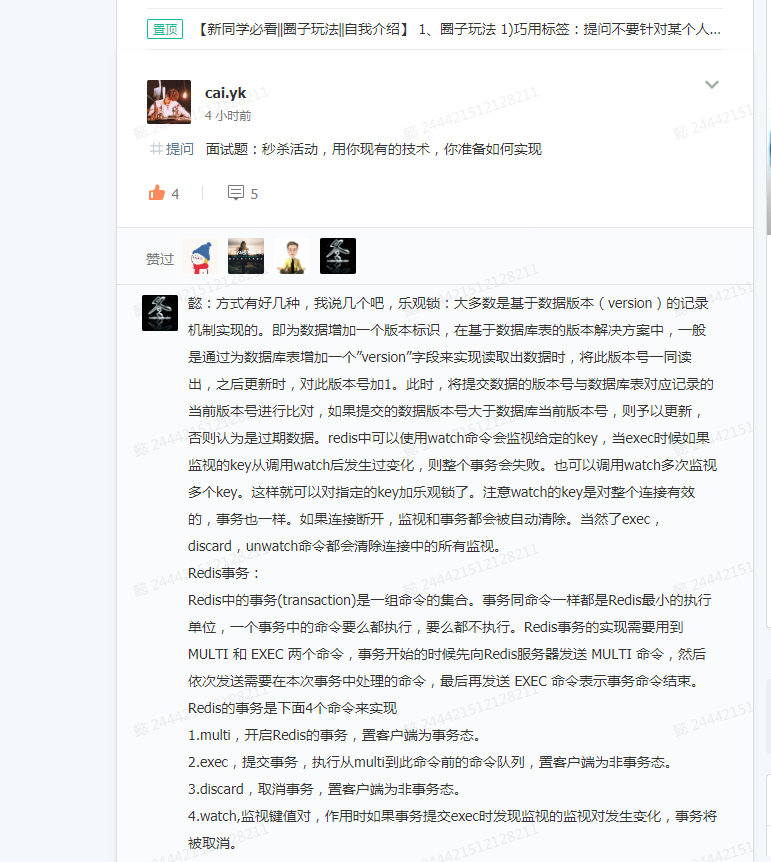 置顶 【新同学必看||圈子玩法||自我介绍】 1、圈子玩法 1)巧用标签：提问不要针对某个人...
cai.yk
4 小时前
#提问 面试题：秒杀活动，用你现有的技术，你准备如何实现
4 5
赞过
懿：方式有好几种，我说几个吧，乐观锁：大多数是基于数据版本（version）的记录
机制实现的。即为数据增加一个版本标识，在基于数据库表的版本解决方案中，一般
是通过为数据库表增加一个”version”字段来实现读取出数据时，将此版本号一同读
出，之后更新时，对此版本号加1。此时，将提交数据的版本号与数据库表对应记录的
当前版本号进行比对，如果提交的数据版本号大于数据库当前版本号，则予以更新，
否则认为是过期数据。redis中可以使用watch命令会监视给定的key，当exec时候如果
监视的key从调用watch后发生过变化，则整个事务会失败。也可以调用watch多次监视
多个key。这样就可以对指定的key加乐观锁了。注意watch的key是对整个连接有效
的，事务也一样。如果连接断开，监视和事务都会被自动清除。当然了exec，
discard，unwatch命令都会清除连接中的所有监视。
Redis事务：
Redis中的事务(transaction)是一组命令的集合。事务同命令一样都是Redis最小的执行
单位，一个事务中的命令要么都执行，要么都不执行。Redis事务的实现需要用到
MULTI 和 EXEC 两个命令，事务开始的时候先向Redis服务器发送 MULTI 命令，然后
依次发送需要在本次事务中处理的命令，最后再发送 EXEC 命令表示事务命令结束。
Redis的事务是下面4个命令来实现
1.multi，开启Redis的事务，置客户端为事务态。
2.exec，提交事务，执行从multi到此命令前的命令队列，置客户端为非事务态。
3.discard，取消事务，置客户端为非事务态。
4.watch,监视键值对，作用时如果事务提交exec时发现监视的监视对发生变化，事务将
被取消。
懿 244421512128211